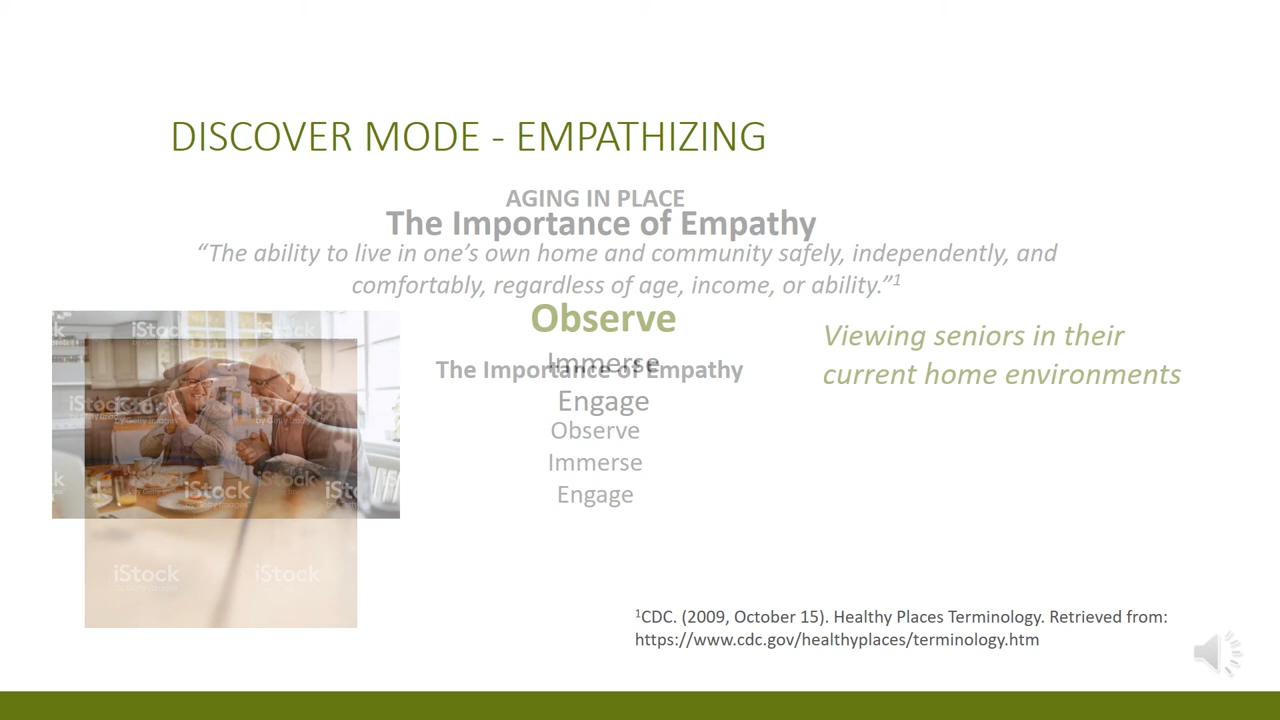 DISCOVER MODE - EMPATHIZING
AGING IN PLACE
The Importance of Empathy
“The ability to live in one’s own home and community safely, independently, and
comfortably, regardless of age, income, or ability.”1
Observe
Immerse
The Importance of Empathy
Engage
Observe
Immerse
Engage
Viewing seniors in their
current home environments
iStock
iStock
iStock
iStock
iStock
1CDC. (2009, October 15). Healthy Places Terminology. Retrieved from:
https://www.cdc.gov/healthyplaces/terminology.htm